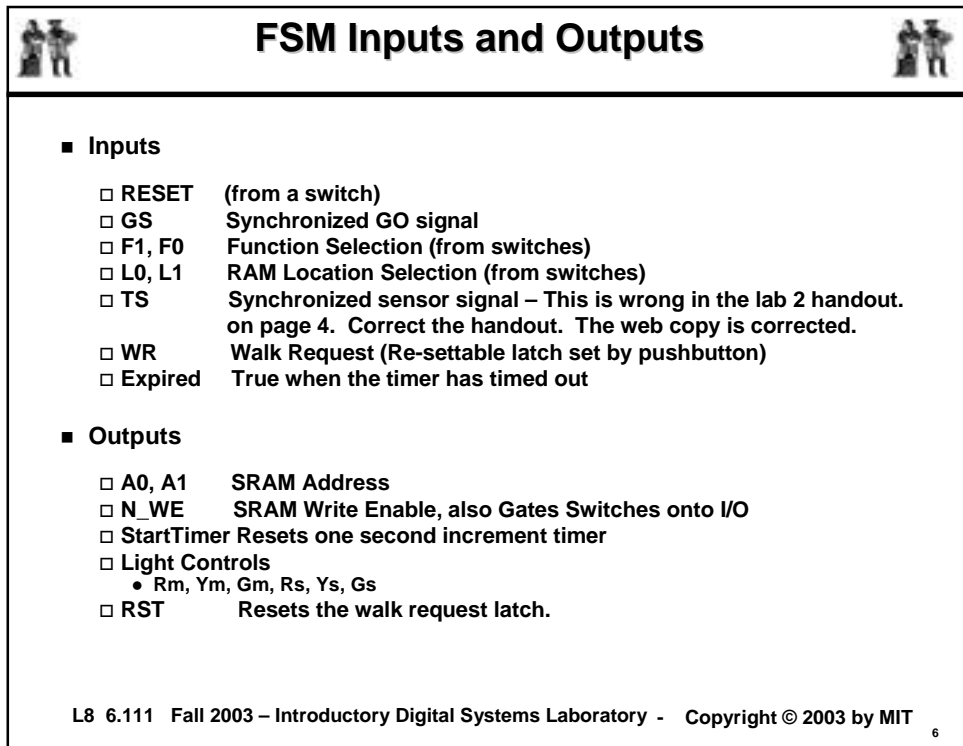 FSM Inputs and Outputs
■ Inputs
□ RESET (from a switch)
□ GS Synchronized GO signal
□ F1, F0 Function Selection (from switches)
□ L0, L1 RAM Location Selection (from switches)
□ TS Synchronized sensor signal – This is wrong in the lab 2 handout.
on page 4. Correct the handout. The web copy is corrected.
□ WR Walk Request (Re-settable latch set by pushbutton)
□ Expired True when the timer has timed out
■ Outputs
□ A0, A1 SRAM Address
□ N_WE SRAM Write Enable, also Gates Switches onto I/O
□ StartTimer Resets one second increment timer
□ Light Controls
● Rm, Ym, Gm, Rs, Ys, Gs
□ RST Resets the walk request latch.
L8 6.111 Fall 2003 – Introductory Digital Systems Laboratory - Copyright © 2003 by MIT
6